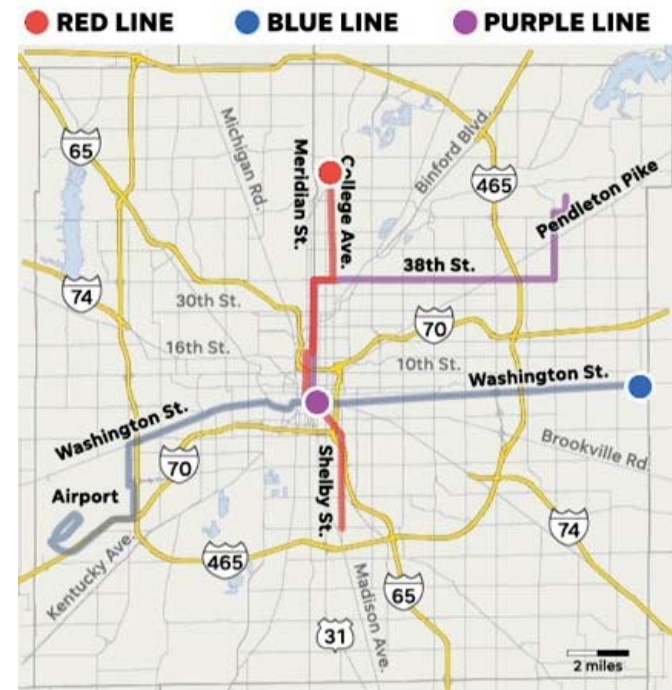 RED LINE
BLUE LINE
PURPLE LINE
65
Michigan Rd.
Meridian St.
College Ave.
Binford Blvd.
465
Pendleton Pike
38th St.
74
30th St.
70
16th St.
10th St.
Washington St.
Washington St.
Brookville Rd.
70
Shelby St.
Airport
74
Kentucky Ave.
465
Madison Ave.
65
31
2 miles